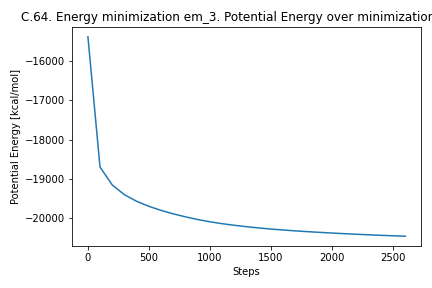 C.64. Energy minimization em_3. Potential Energy over minimization
Potential Energy [kcal/mol]
−16000
−17000
−18000
−19000
−20000
0 500 1000 1500 2000 2500
Steps